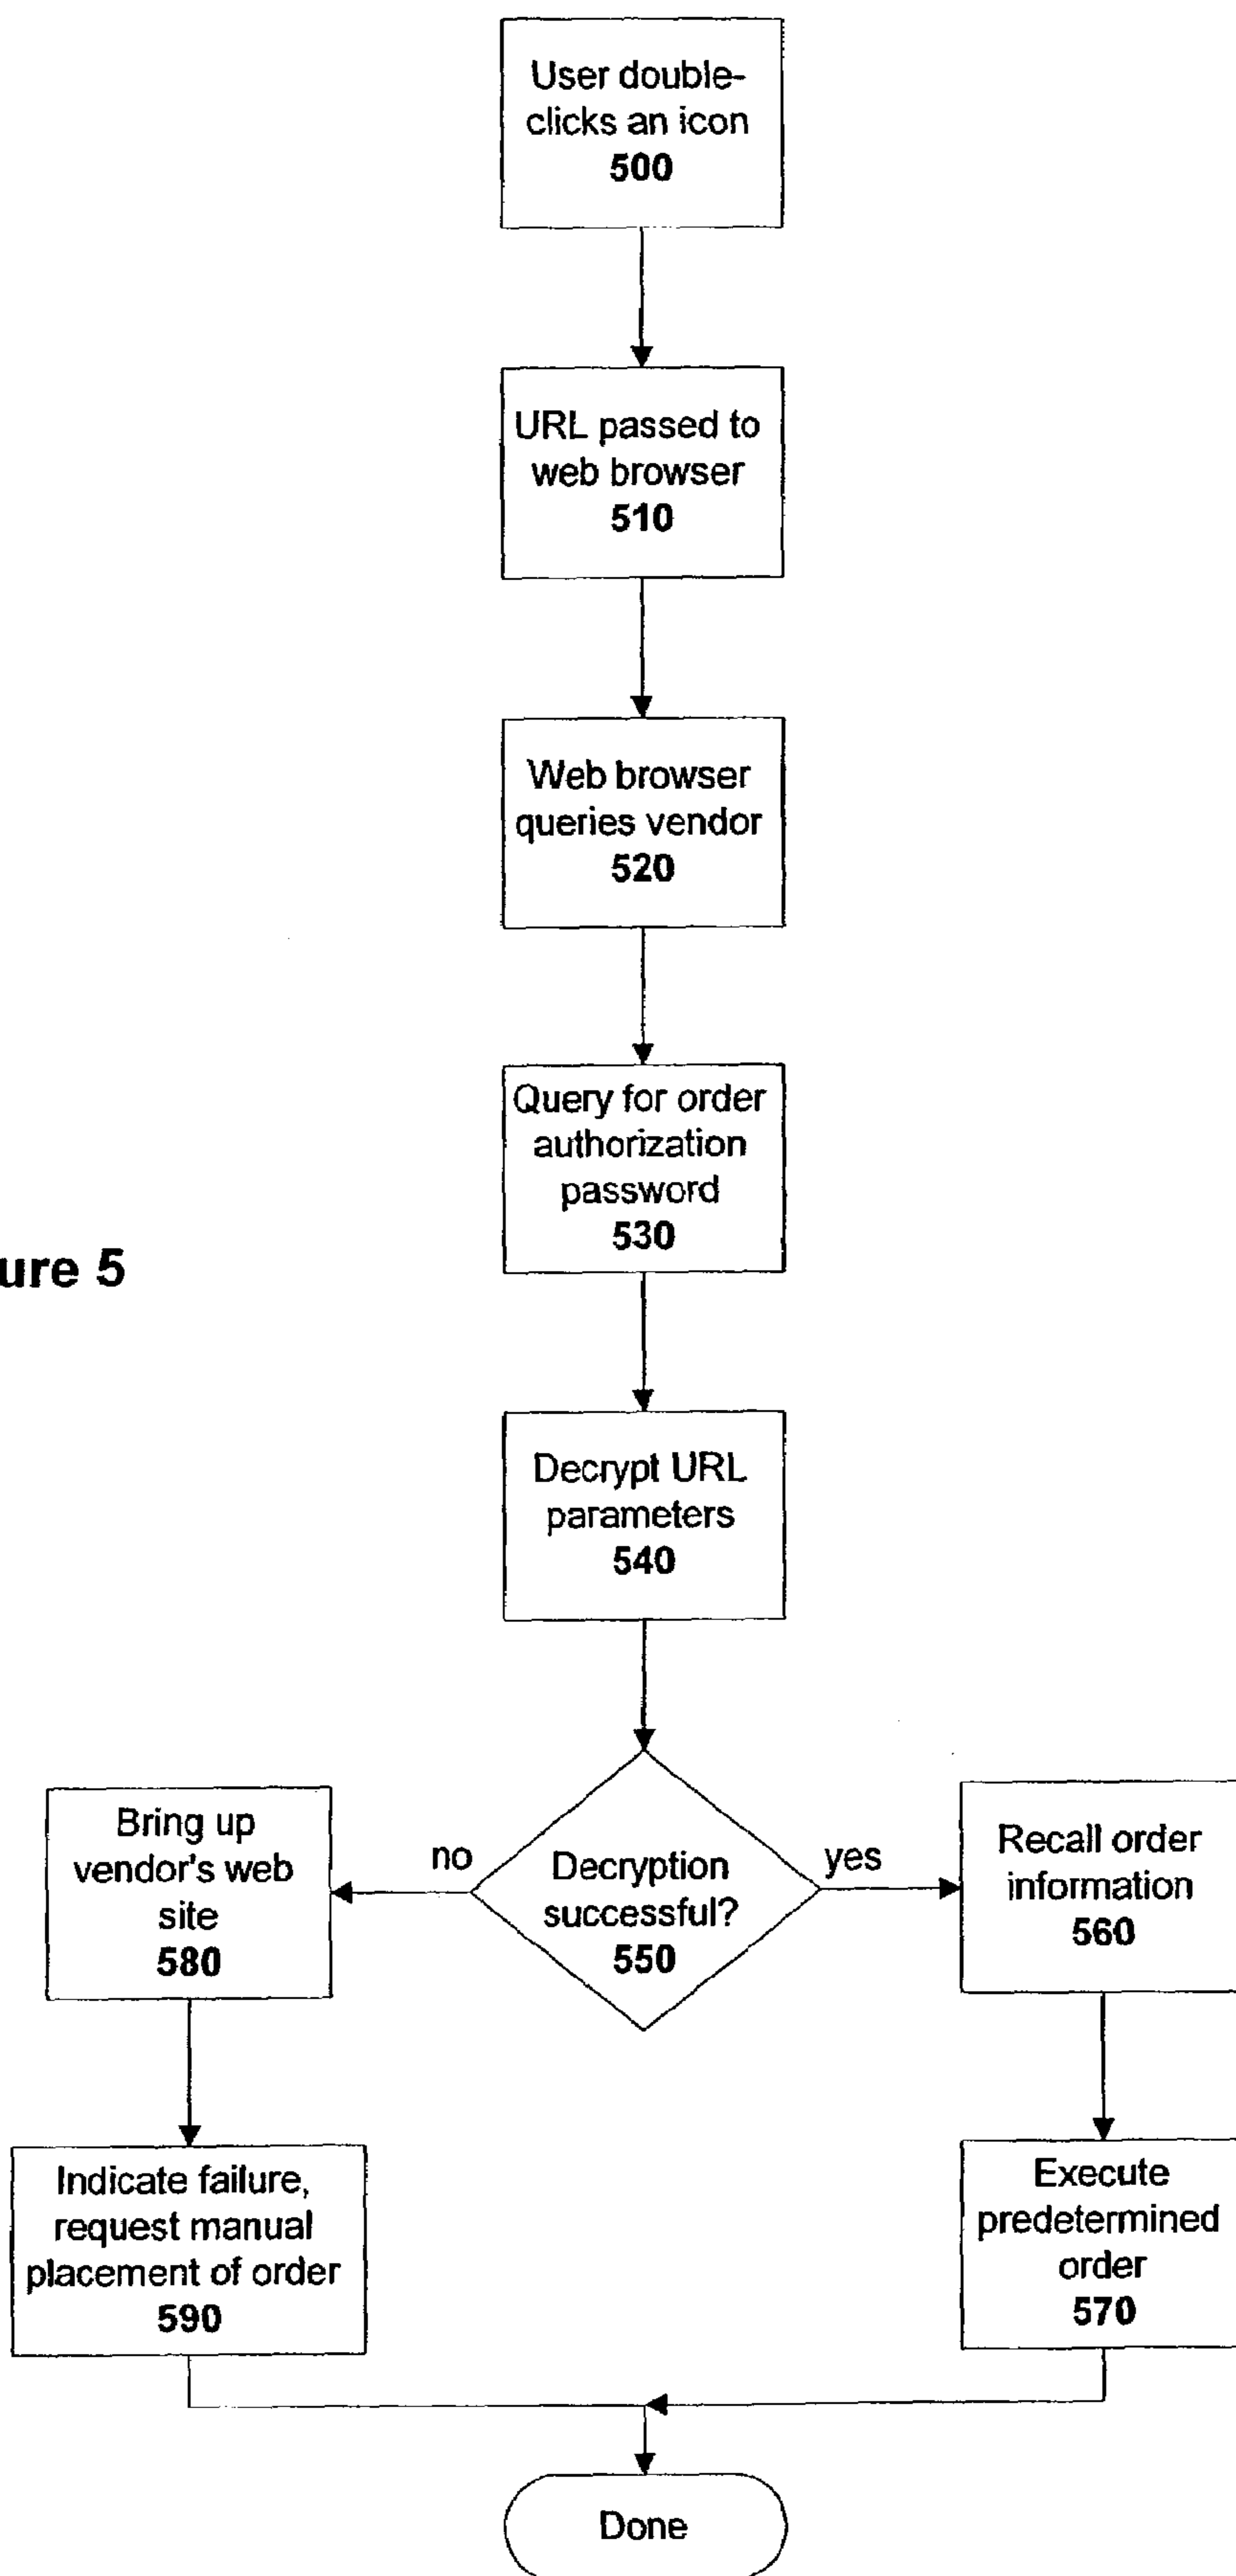 User double-
clicks an icon
500
URL passed to
web browser
510
Web browser
queries vendor
520
Query for order
authorization
password
530
ure 5
Decrypt URL
parameters
540
Decryption
successful?
550
no
yes
Bring up
vendor's web
site
580
Recall order
information
560
Indicate failure,
request manual
placement of order
590
Execute
predetermined
order
570
Done